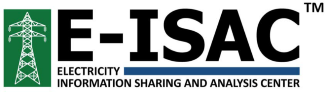 E-ISAC™
ELECTRICITY
INFORMATION SHARING AND ANALYSIS CENTER